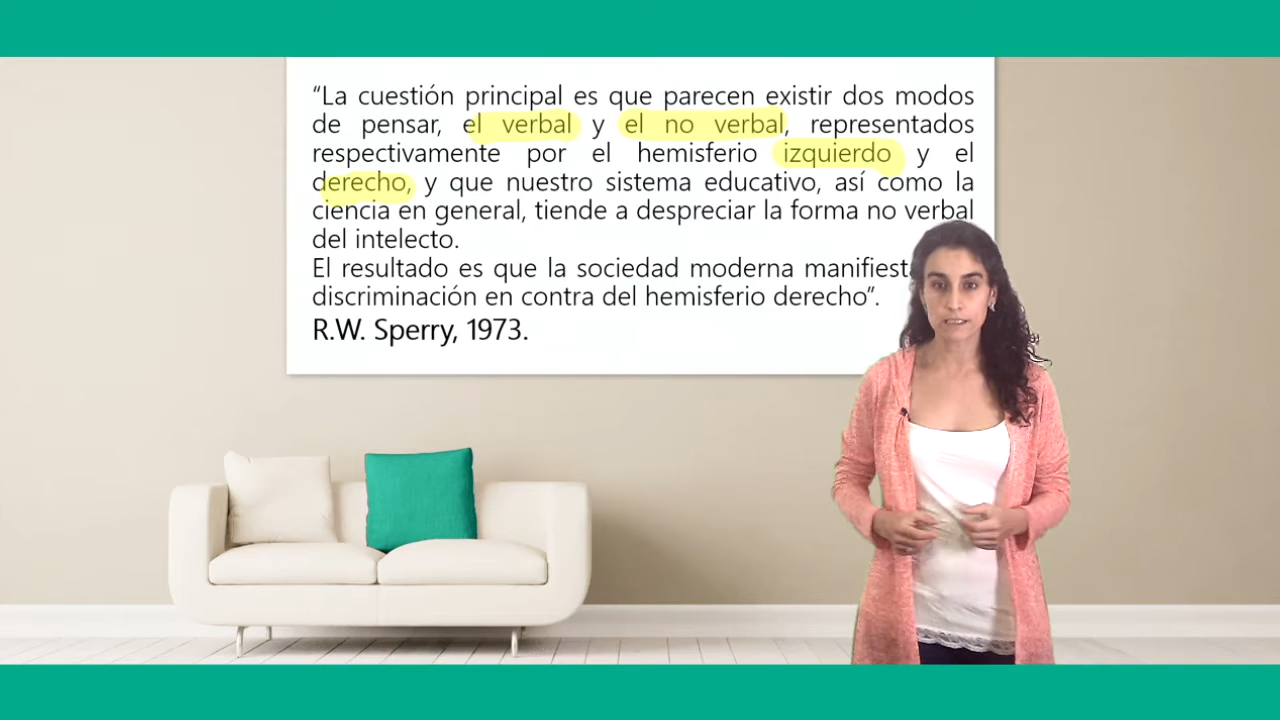 “La cuestión principal es que parecen existir dos modos
de pensar, el verbal y el no verbal, representados
respectivamente por el hemisferio izquierdo y el
derecho, y que nuestro sistema educativo, así como la
ciencia en general, tiende a despreciar la forma no verbal
del intelecto.
El resultado es que la sociedad moderna manifiesta
discriminación en contra del hemisferio derecho”.
R.W. Sperry, 1973.